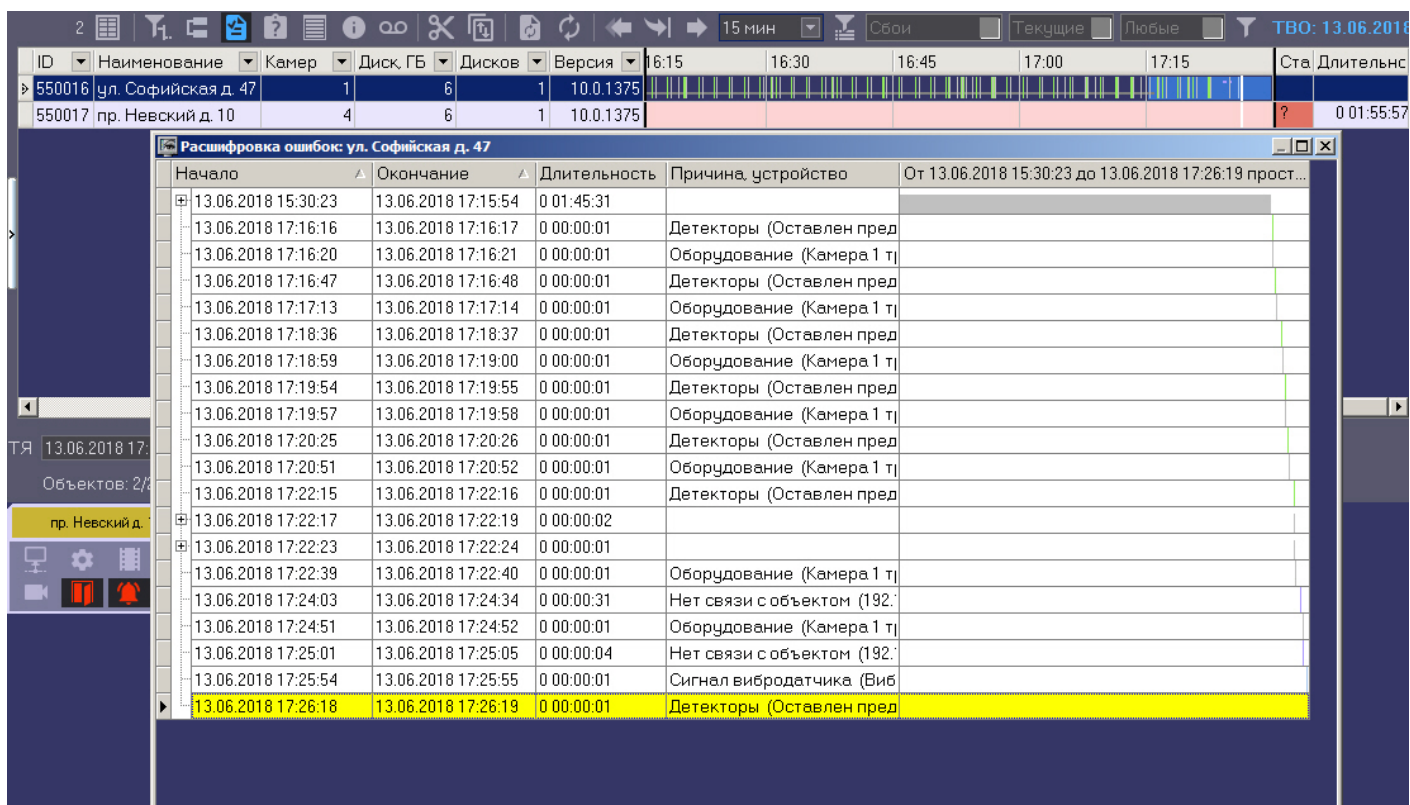 2 15 мин Сбои Текущие Любые ТВО: 13.06.2018
ID Наименование Камер Диск, ГБ Дисков Версия 16:15 16:30 16:45 17:00 17:15 Ста Длительнс
550016 ул. Софийская д. 47 1 6 1 10.0.1375
550017 пр. Невский д. 10 4 6 1 10.0.1375 ? 0 01:55:57
Расшифровка ошибок: ул. Софийская д. 47
Начало Окончание Длительность Причина, устройство От 13.06.2018 15:30:23 до 13.06.2018 17:26:19 прост...
13.06.2018 15:30:23 13.06.2018 17:15:54 0 01:45:31
13.06.2018 17:16:16 13.06.2018 17:16:17 0 00:00:01 Детекторы (Оставлен пред
13.06.2018 17:16:20 13.06.2018 17:16:21 0 00:00:01 Оборудование (Камера 1 т
13.06.2018 17:16:47 13.06.2018 17:16:48 0 00:00:01 Детекторы (Оставлен пред
13.06.2018 17:17:13 13.06.2018 17:17:14 0 00:00:01 Оборудование (Камера 1 т
13.06.2018 17:18:36 13.06.2018 17:18:37 0 00:00:01 Детекторы (Оставлен пред
13.06.2018 17:18:59 13.06.2018 17:19:00 0 00:00:01 Оборудование (Камера 1 т
13.06.2018 17:19:54 13.06.2018 17:19:55 0 00:00:01 Детекторы (Оставлен пред
13.06.2018 17:19:57 13.06.2018 17:19:58 0 00:00:01 Оборудование (Камера 1 т
ТЯ 13.06.2018 17: 13.06.2018 17:20:25 13.06.2018 17:20:26 0 00:00:01 Детекторы (Оставлен пред
13.06.2018 17:20:51 13.06.2018 17:20:52 0 00:00:01 Оборудование (Камера 1 т
Объектов: 2/2 13.06.2018 17:22:15 13.06.2018 17:22:16 0 00:00:01 Детекторы (Оставлен пред
пр. Невский д. 13.06.2018 17:22:17 13.06.2018 17:22:19 0 00:00:02
13.06.2018 17:22:23 13.06.2018 17:22:24 0 00:00:01
13.06.2018 17:22:39 13.06.2018 17:22:40 0 00:00:01 Оборудование (Камера 1 т
13.06.2018 17:24:03 13.06.2018 17:24:34 0 00:00:31 Нет связи с объектом (192.
13.06.2018 17:24:51 13.06.2018 17:24:52 0 00:00:01 Оборудование (Камера 1 т
13.06.2018 17:25:01 13.06.2018 17:25:05 0 00:00:04 Нет связи с объектом (192.
13.06.2018 17:25:54 13.06.2018 17:25:55 0 00:00:01 Сигнал вибродатчика (Виб
13.06.2018 17:26:18 13.06.2018 17:26:19 0 00:00:01 Детекторы (Оставлен пред